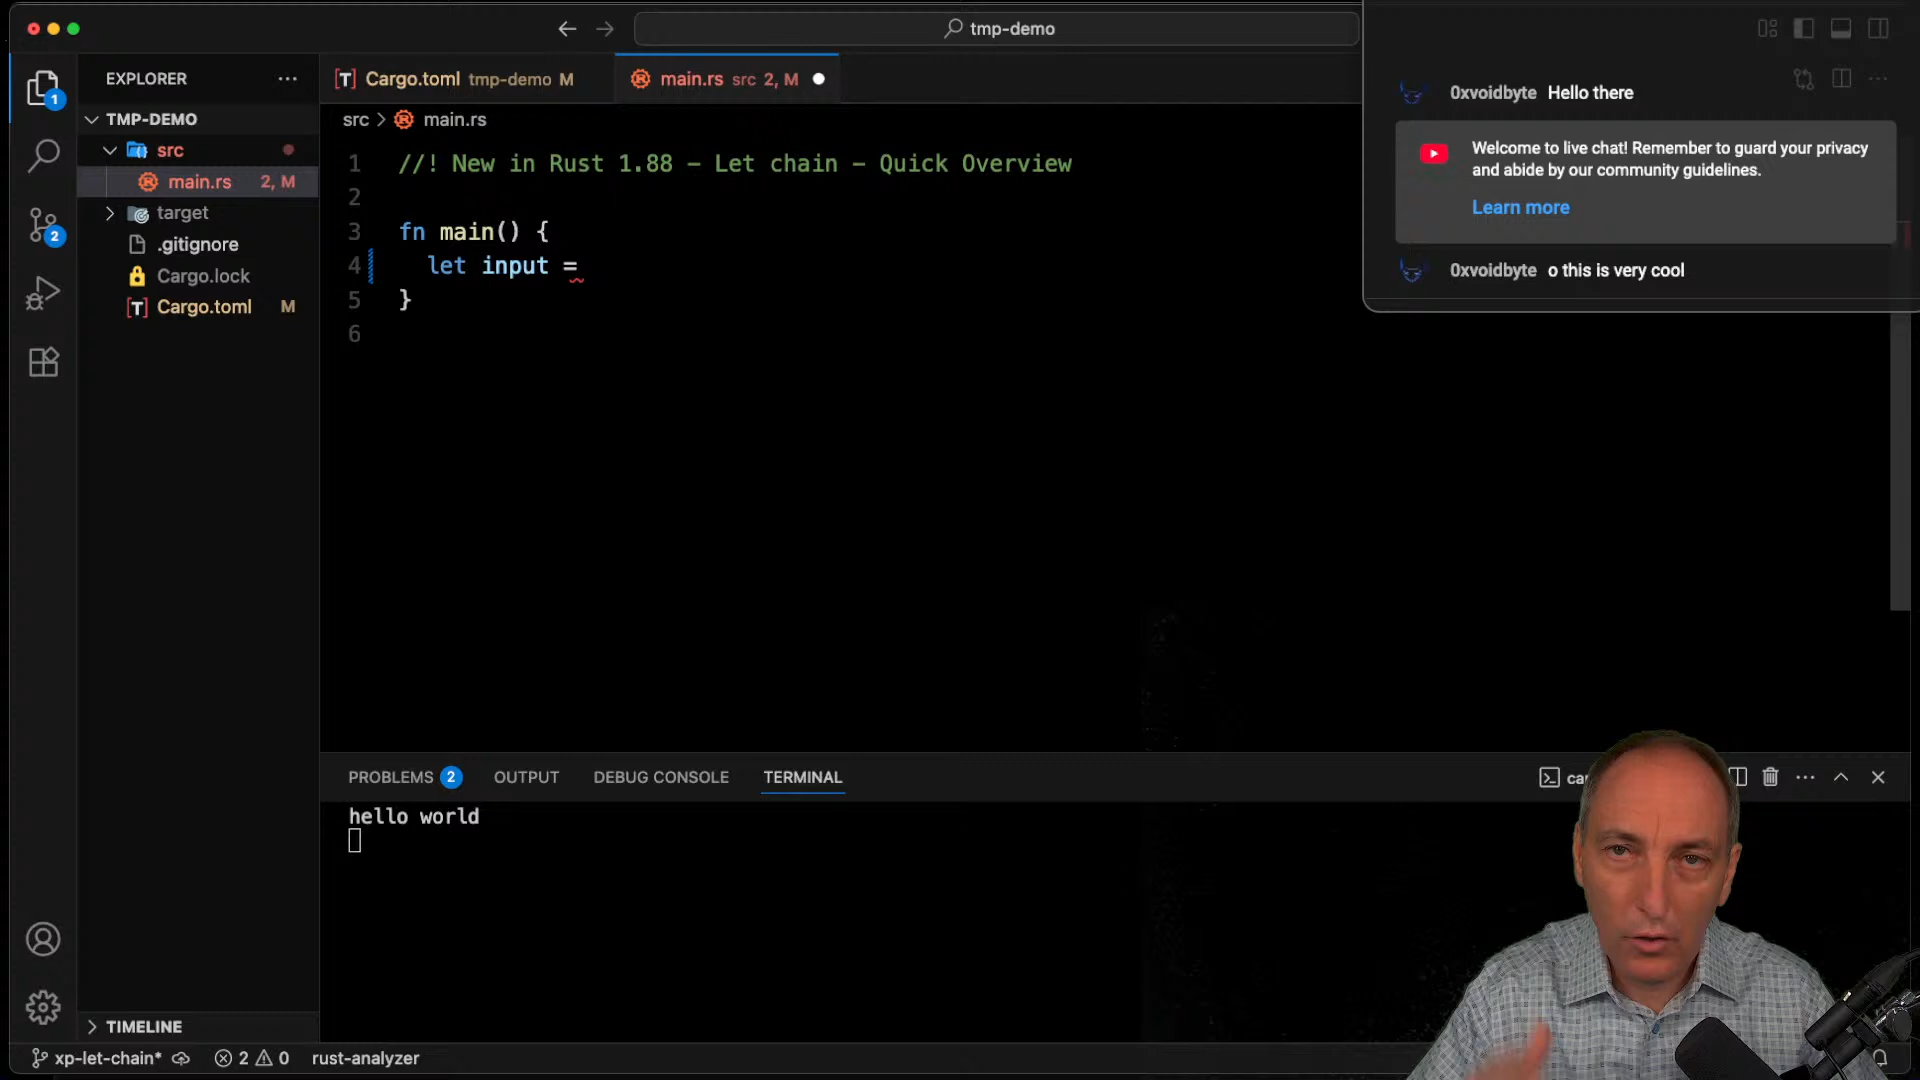 tmp-demo
EXPLORER
Cargo.toml tmp-demo M
main.rs src 2, M
0xvoidbyte Hello there
Welcome to live chat! Remember to guard your privacy
and abide by our community guidelines.
Learn more
0xvoidbyte o this is very cool
1
2
TMP-DEMO
src
main.rs 2, M
target
.gitignore
Cargo.lock
Cargo.toml M
src > main.rs
1 //! New in Rust 1.88 – Let chain – Quick Overview
2
3 fn main() {
4 let input =
5 }
6
PROBLEMS 2 OUTPUT DEBUG CONSOLE TERMINAL
hello world
TIMELINE
xp-let-chain* 2 0 rust-analyzer